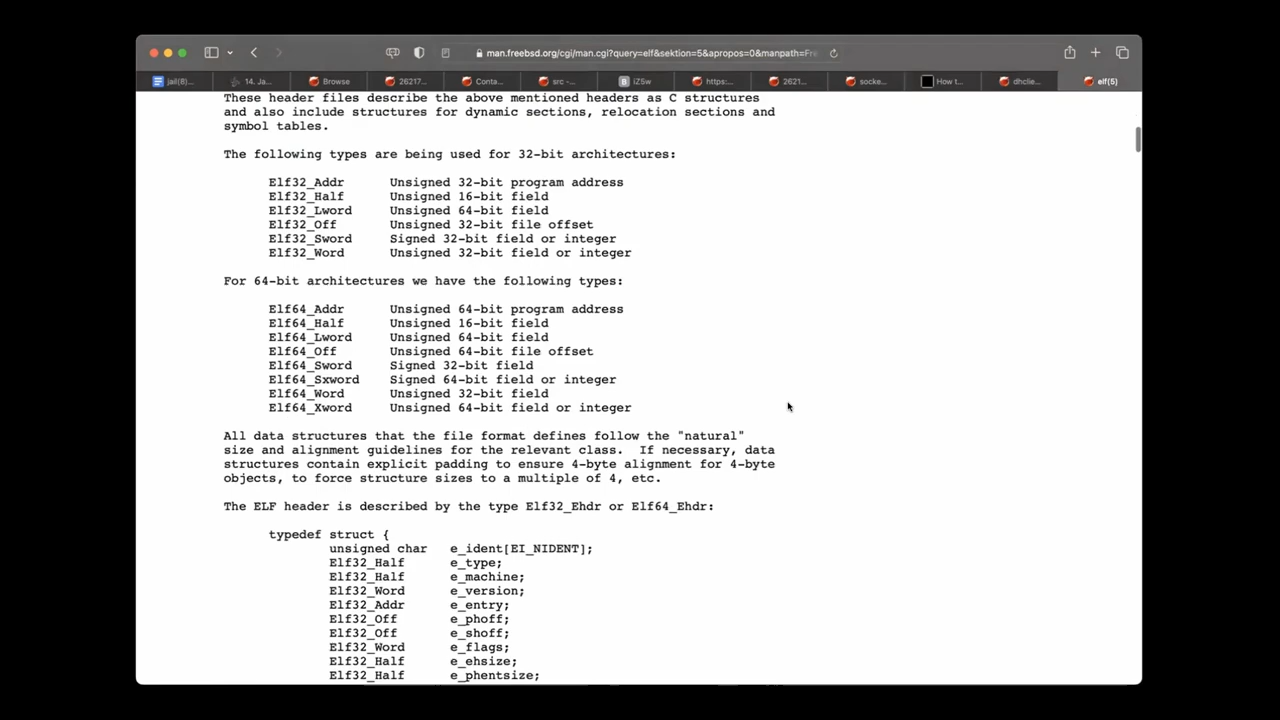 man.freebsd.org/cgi/man.cgi?query=elf&sektion=5&apropos=0&manpath=Fre
jail(8)...
14. Ja...
Browse
26217...
Conta...
src -...
iZ5w
https:...
2621...
socke...
How t...
dhclie...
elf(5)
These header files describe the above mentioned headers as C structures
and also include structures for dynamic sections, relocation sections and
symbol tables.
The following types are being used for 32-bit architectures:
Elf32_Addr Unsigned 32-bit program address
Elf32_Half Unsigned 16-bit field
Elf32_Lword Unsigned 64-bit field
Elf32_Off Unsigned 32-bit file offset
Elf32_Sword Signed 32-bit field or integer
Elf32_Word Unsigned 32-bit field or integer
For 64-bit architectures we have the following types:
Elf64_Addr Unsigned 64-bit program address
Elf64_Half Unsigned 16-bit field
Elf64_Lword Unsigned 64-bit field
Elf64_Off Unsigned 64-bit file offset
Elf64_Sword Signed 32-bit field
Elf64_Sxword Signed 64-bit field or integer
Elf64_Word Unsigned 32-bit field
Elf64_Xword Unsigned 64-bit field or integer
All data structures that the file format defines follow the "natural"
size and alignment guidelines for the relevant class. If necessary, data
structures contain explicit padding to ensure 4-byte alignment for 4-byte
objects, to force structure sizes to a multiple of 4, etc.
The ELF header is described by the type Elf32_Ehdr or Elf64_Ehdr:
typedef struct {
unsigned char e_ident[EI_NIDENT];
Elf32_Half e_type;
Elf32_Half e_machine;
Elf32_Word e_version;
Elf32_Addr e_entry;
Elf32_Off e_phoff;
Elf32_Off e_shoff;
Elf32_Word e_flags;
Elf32_Half e_ehsize;
Elf32_Half e_phentsize;